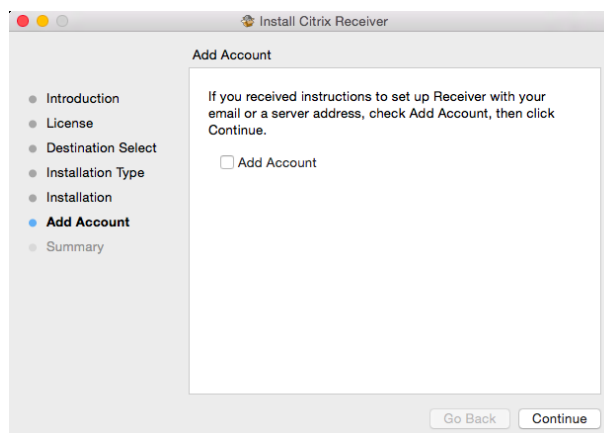 Install Citrix Receiver
Add Account
Introduction
License
Destination Select
Installation Type
Installation
Add Account
Summary
If you received instructions to set up Receiver with your
email or a server address, check Add Account, then click
Continue.
Add Account
Go Back
Continue